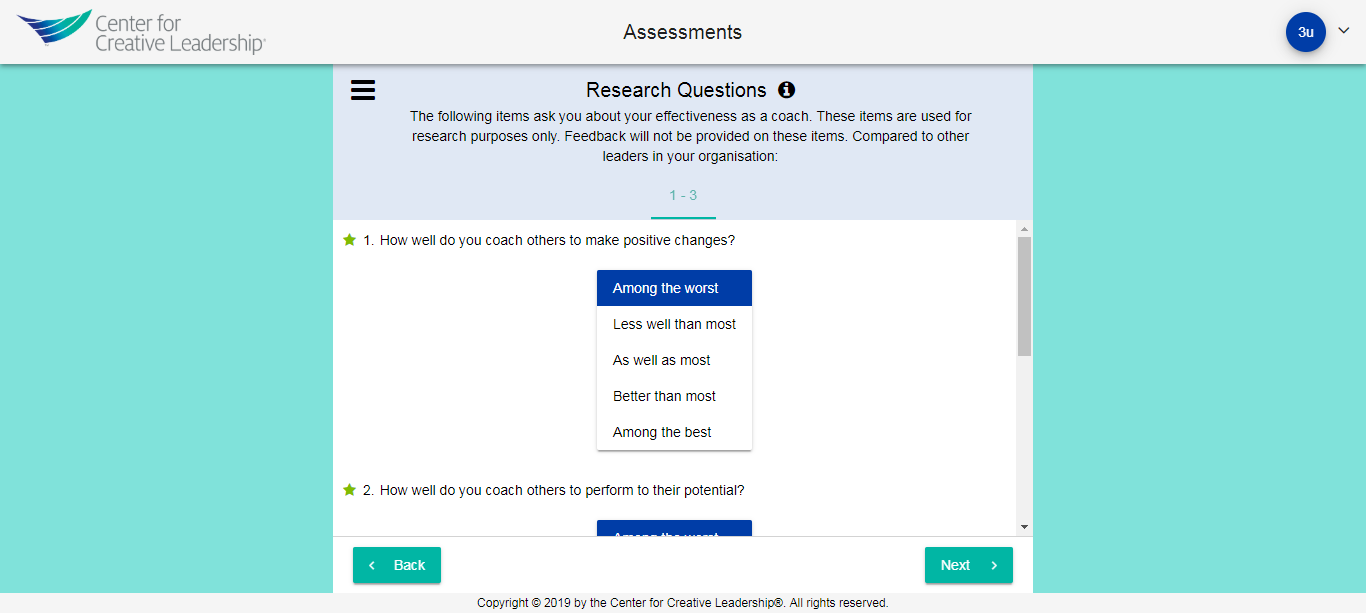 Center for
Creative Leadership®
Assessments
3u
Research Questions
The following items ask you about your effectiveness as a coach. These items are used for
research purposes only. Feedback will not be provided on these items. Compared to other
leaders in your organisation:
1 - 3
1. How well do you coach others to make positive changes?
Among the worst
Less well than most
As well as most
Better than most
Among the best
2. How well do you coach others to perform to their potential?
Among the worst
Back
Next
Copyright © 2019 by the Center for Creative Leadership®. All rights reserved.